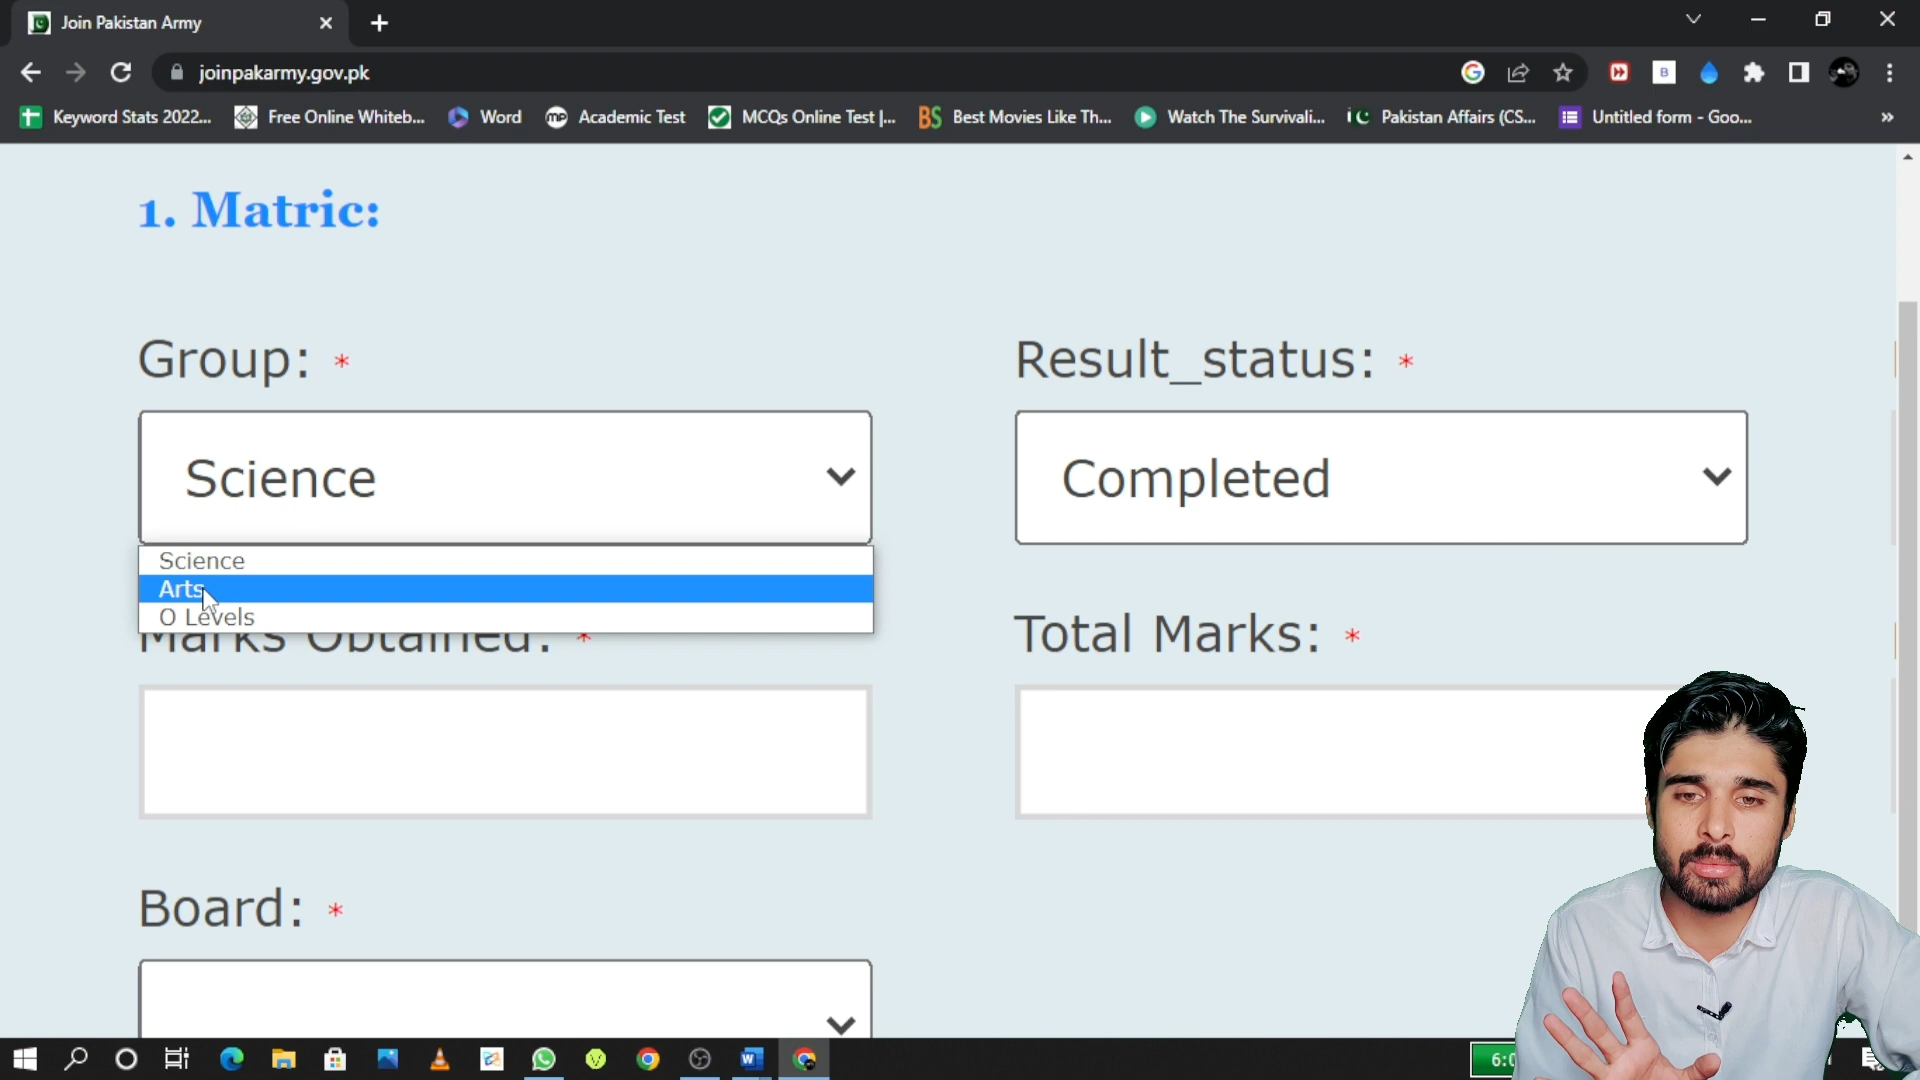 Join Pakistan Army
joinpakarmy.gov.pk
Keyword Stats 2022... Free Online Whiteb... Word Academic Test MCQs Online Test |... Best Movies Like Th... Watch The Survivali... Pakistan Affairs (CS... Untitled form - Goo...
1. Matric:
Group: * Result_status: *
Science Completed
Science
Arts
O Levels
Marks Obtained: * Total Marks: *
Board: *